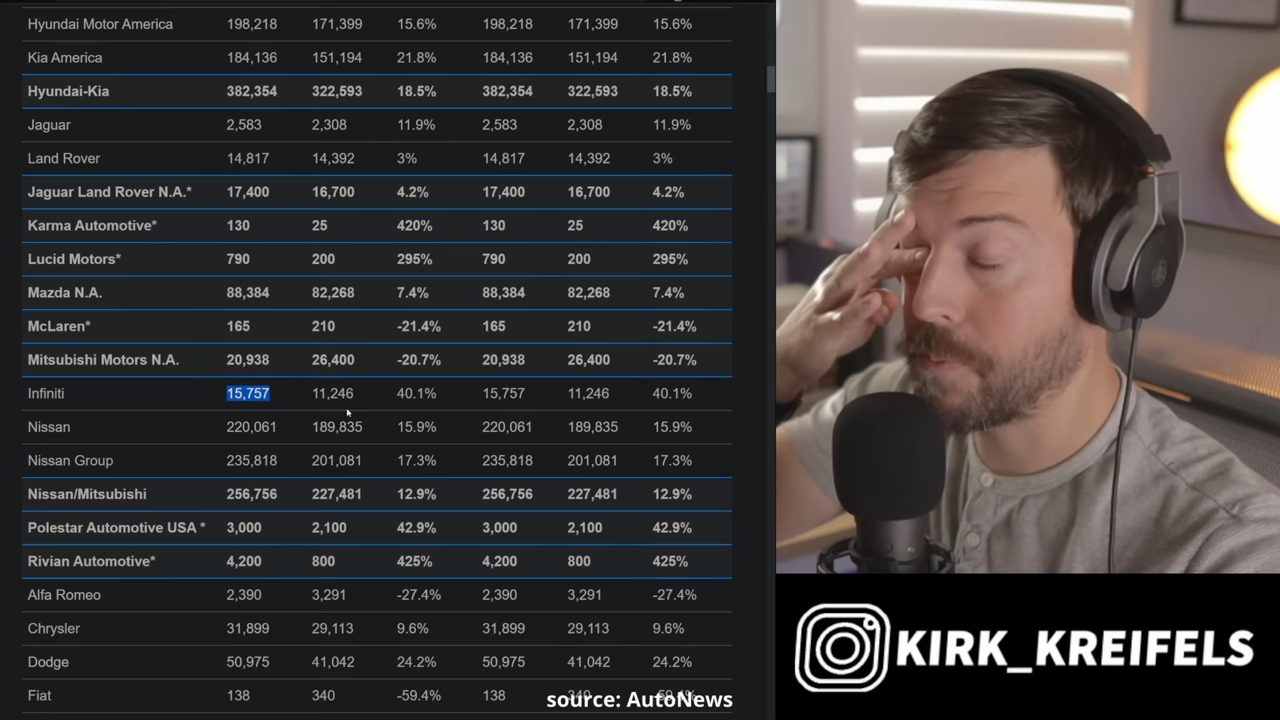 Hyundai Motor America 198,218 171,399 15.6% 198,218 171,399 15.6%
Kia America 184,136 151,194 21.8% 184,136 151,194 21.8%
Hyundai-Kia 382,354 322,593 18.5% 382,354 322,593 18.5%
Jaguar 2,583 2,308 11.9% 2,583 2,308 11.9%
Land Rover 14,817 14,392 3% 14,817 14,392 3%
Jaguar Land Rover N.A.* 17,400 16,700 4.2% 17,400 16,700 4.2%
Karma Automotive* 130 25 420% 130 25 420%
Lucid Motors* 790 200 295% 790 200 295%
Mazda N.A. 88,384 82,268 7.4% 88,384 82,268 7.4%
McLaren* 165 210 -21.4% 165 210 -21.4%
Mitsubishi Motors N.A. 20,938 26,400 -20.7% 20,938 26,400 -20.7%
Infiniti 15,757 11,246 40.1% 15,757 11,246 40.1%
Nissan 220,061 189,835 15.9% 220,061 189,835 15.9%
Nissan Group 235,818 201,081 17.3% 235,818 201,081 17.3%
Nissan/Mitsubishi 256,756 227,481 12.9% 256,756 227,481 12.9%
Polestar Automotive USA * 3,000 2,100 42.9% 3,000 2,100 42.9%
Rivian Automotive* 4,200 800 425% 4,200 800 425%
Alfa Romeo 2,390 3,291 -27.4% 2,390 3,291 -27.4%
Chrysler 31,899 29,113 9.6% 31,899 29,113 9.6%
Dodge 50,975 41,042 24.2% 50,975 41,042 24.2%
Fiat 138 340 -59.4% 138
source: AutoNews
KIRK_KREIFELS